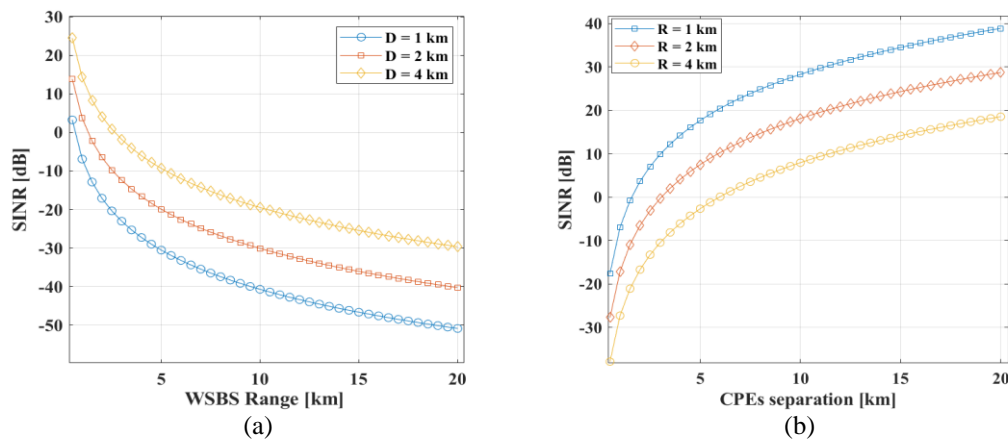 30
20
10
0
-10
-20
-30
-40
-50
SINR [dB]
D = 1 km
D = 2 km
D = 4 km
5
10
15
20
WSBS Range [km]
(a)
40
30
20
10
0
-10
-20
-30
SINR [dB]
R = 1 km
R = 2 km
R = 4 km
5
10
15
20
CPEs separation [km]
(b)